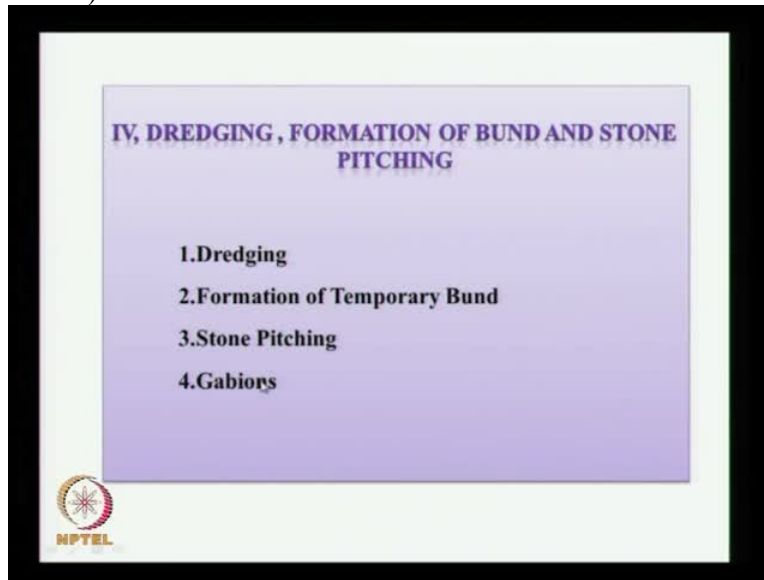 )
IV, DREDGING , FORMATION OF BUND AND STONE
PITCHING
1.Dredging
2.Formation of Temporary Bund
3.Stone Pitching
4.Gabions
NPTEL